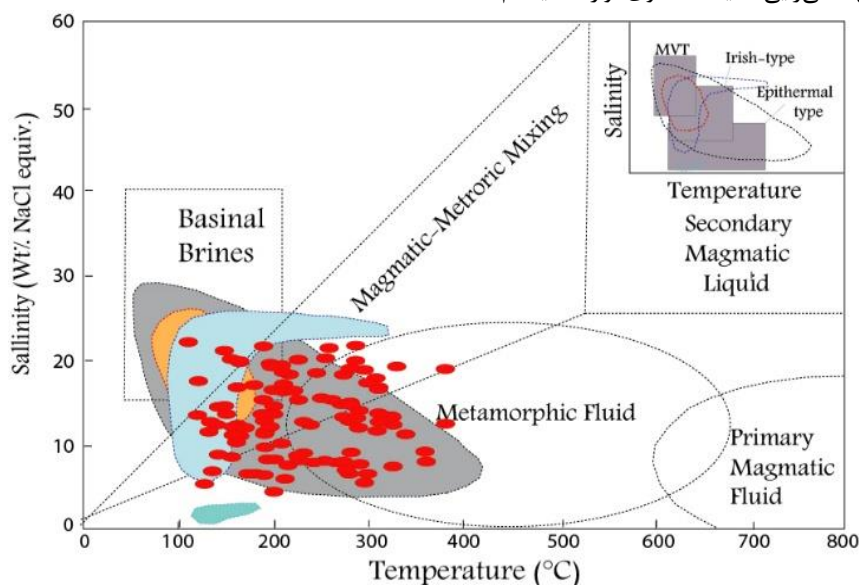 60
50
40
30
20
10
0
Sallinity (Wt% NaCl equiv.)
Basinal
Brines
Magmatic-Metroric Mixing
MVT
Irish-type
Epithermal
type
Salinity
Temperature
Secondary
Magmatic
Liquid
Metamorphic Fluid
Primary
Magmatic
Fluid
0 100 200 300 400 500 600 700 800
Temperature (°C)